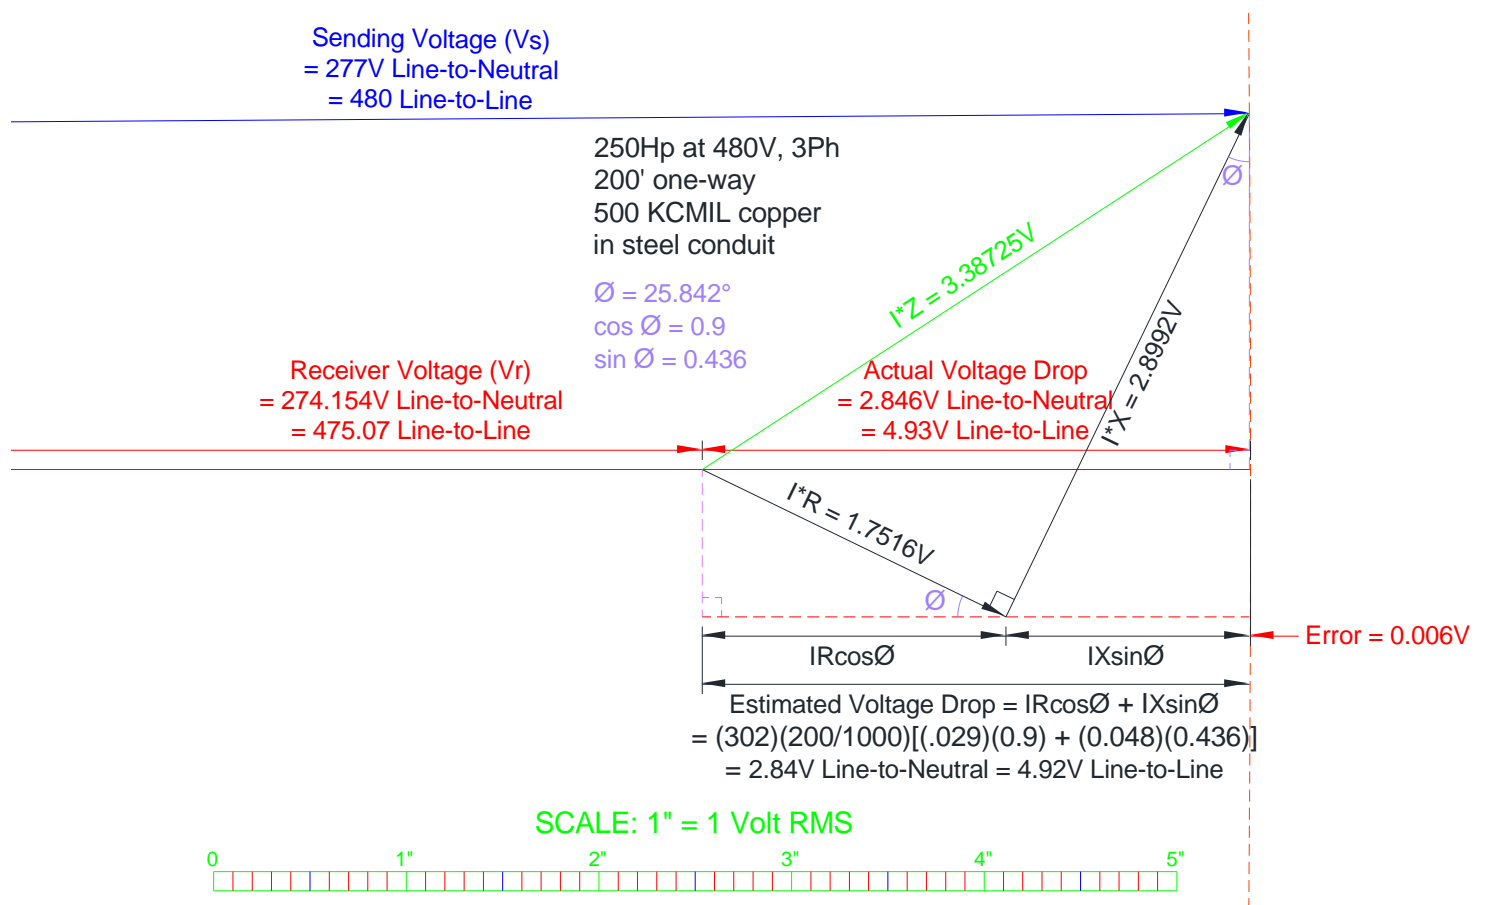 Sending Voltage (Vs)
= 277V Line-to-Neutral
= 480 Line-to-Line
250Hp at 480V, 3Ph
200' one-way
500 KCMIL copper
in steel conduit
Ø = 25.842°
cos Ø = 0.9
sin Ø = 0.436
Ø
I*Z = 3.38725V
I*X = 2.8992V
Receiver Voltage (Vr)
= 274.154V Line-to-Neutral
= 475.07 Line-to-Line
Actual Voltage Drop
= 2.846V Line-to-Neutral
= 4.93V Line-to-Line
I*R = 1.7516V
Ø
IRcosØ
IXsinØ
Error = 0.006V
Estimated Voltage Drop = IRcosØ + IXsinØ
= (302)(200/1000)[(.029)(0.9) + (0.048)(0.436)]
= 2.84V Line-to-Neutral = 4.92V Line-to-Line
SCALE: 1" = 1 Volt RMS
0 1" 2" 3" 4" 5"